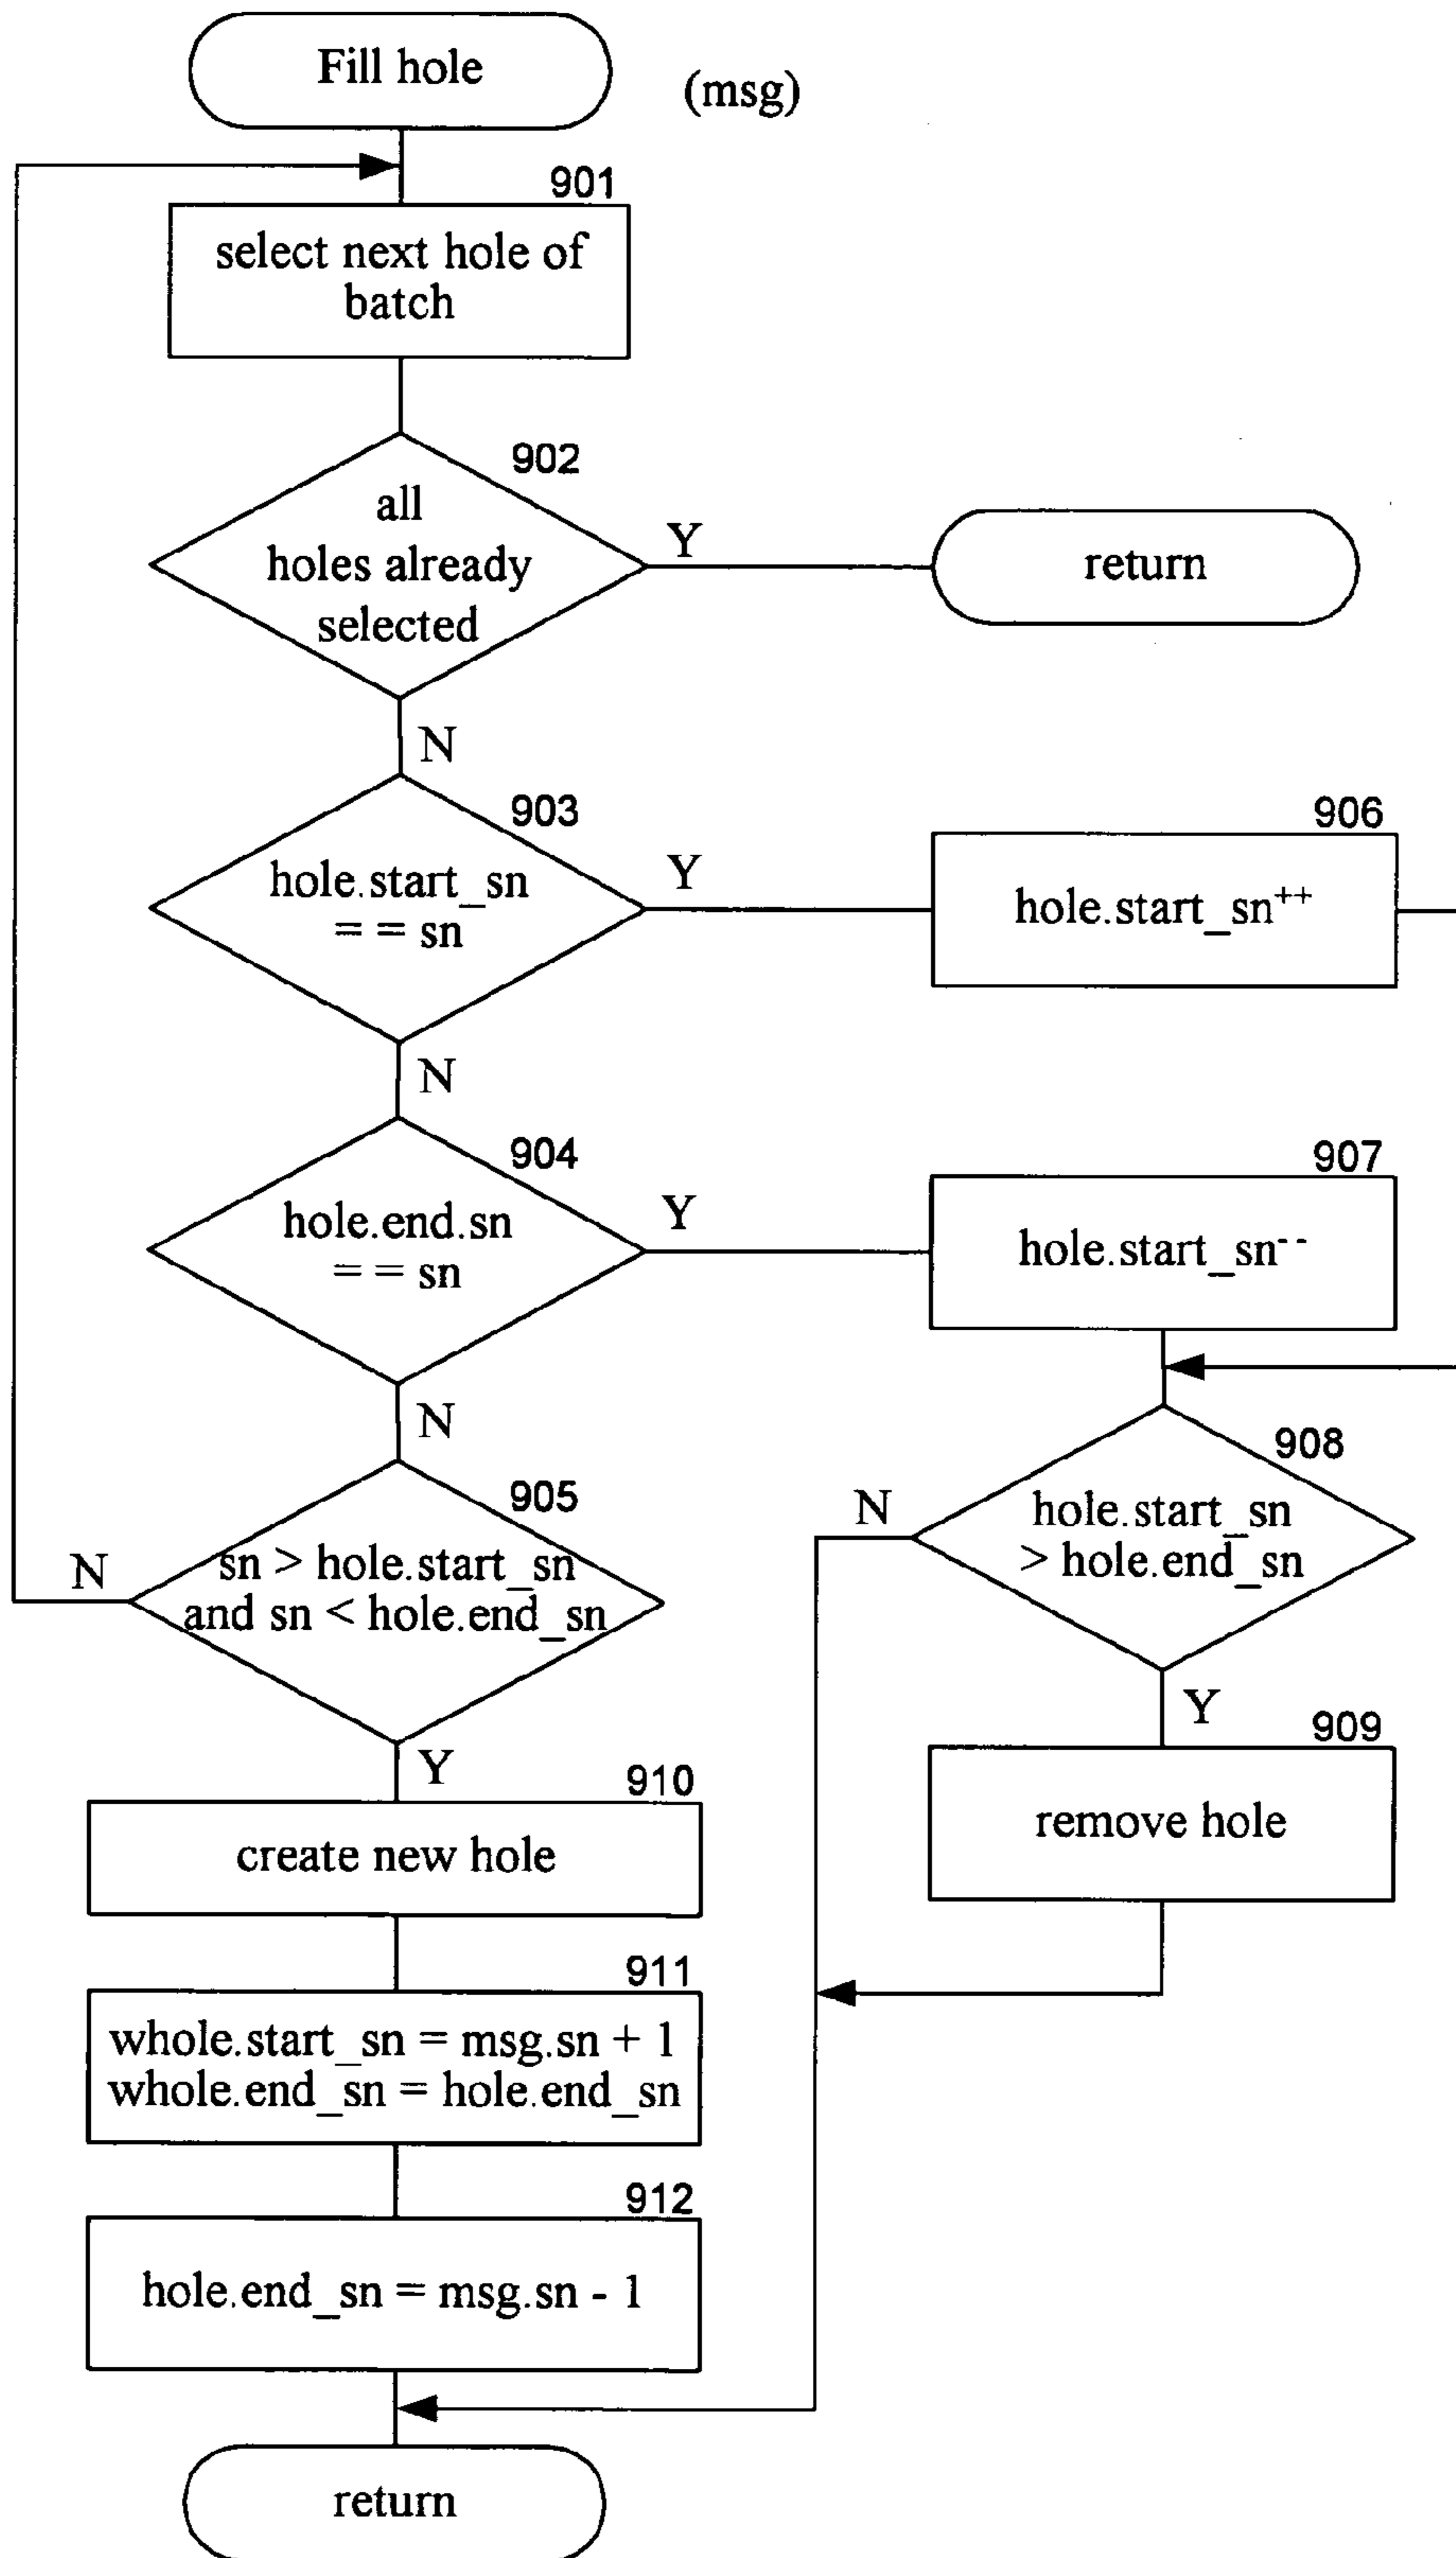 Fill hole
(msg)
901
select next hole of
batch
902
all
holes already
selected
Y
return
N
903
hole.start_sn
= = sn
Y
906
hole.start_sn++
N
904
hole.end.sn
= = sn
Y
907
hole.start_sn--
N
905
sn > hole.start_sn
and sn < hole.end_sn
N
908
hole.start_sn
> hole.end_sn
N
Y
909
remove hole
Y
910
create new hole
911
whole.start_sn = msg.sn + 1
whole.end_sn = hole.end_sn
912
hole.end_sn = msg.sn - 1
return